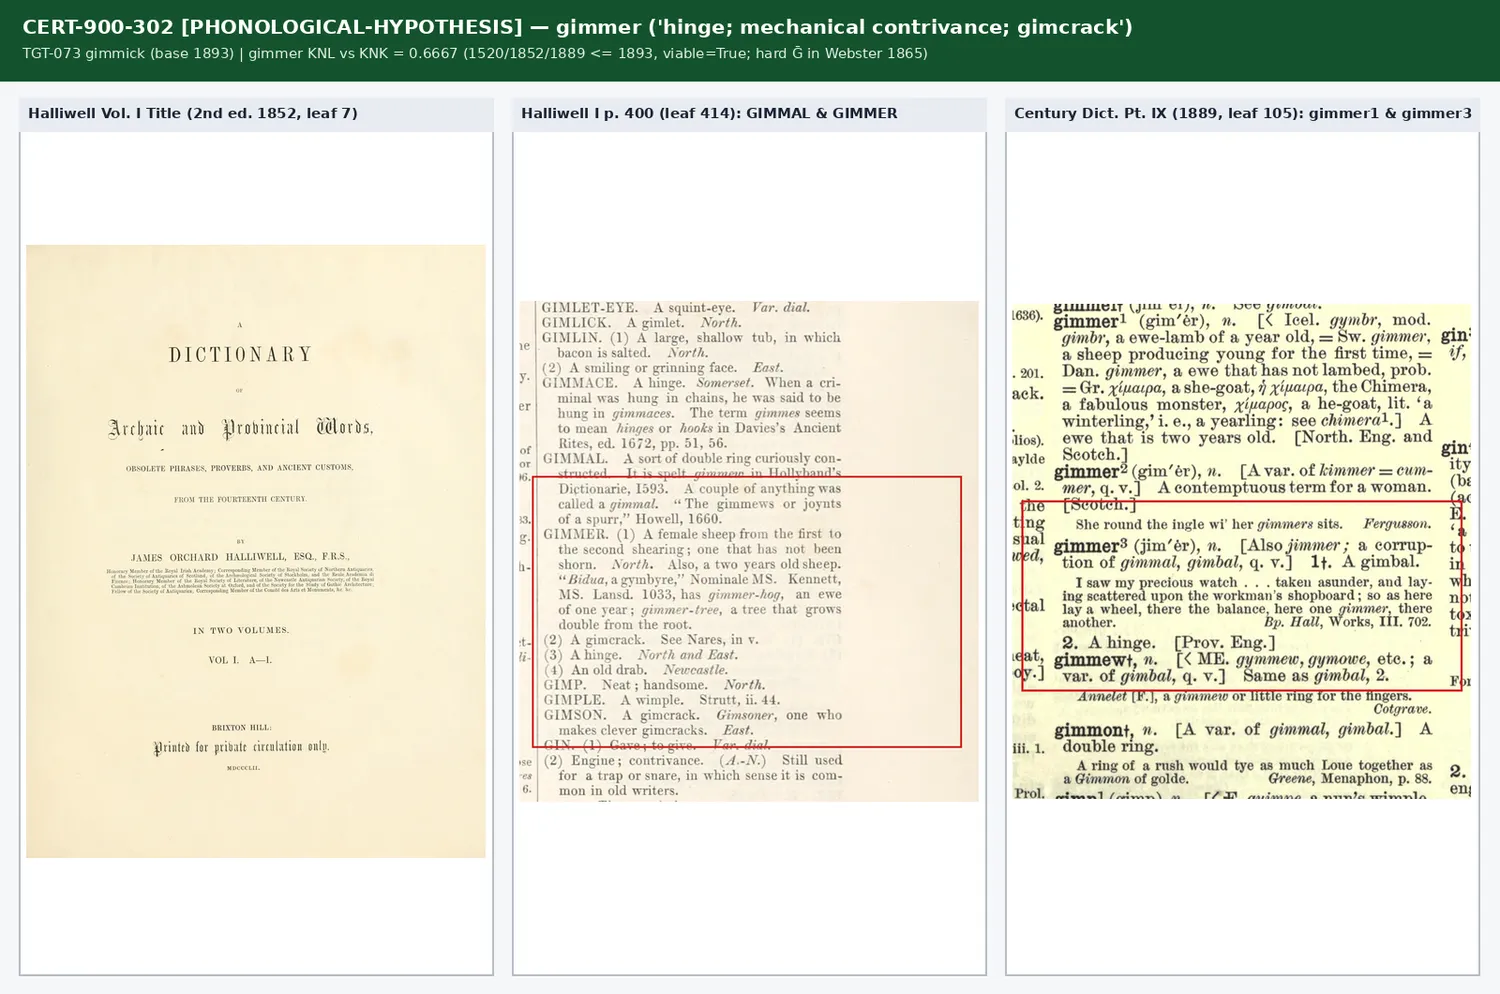 CERT-900-302 [PHONOLOGICAL-HYPOTHESIS] — gimmer ('hinge; mechanical contrivance; gimcrack')
TGT-073 gimmick (base 1893) | gimmer KNL vs KNK = 0.6667 (1520/1852/1889 <= 1893, viable=True; hard Ḡ in Webster 1865)
Halliwell Vol. I Title (2nd ed. 1852, leaf 7)
A
DICTIONARY
OF
Archaic and Provincial Words,
OBSOLETE PHRASES, PROVERBS, AND ANCIENT CUSTOMS,
FROM THE FOURTEENTH CENTURY.
BY
JAMES ORCHARD HALLIWELL, ESQ., F.R.S.,
IN TWO VOLUMES.
VOL I. A—I.
BRIXTON HILL:
Printed for private circulation only.
MDCCCLII.
Halliwell I p. 400 (leaf 414): GIMMAL & GIMMER
GIMLET-EYE. A squint-eye. Var. dial.
GIMLICK. A gimlet. North.
GIMLIN. (1) A large, shallow tub, in which
bacon is salted. North.
(2) A smiling or grinning face. East.
GIMMACE. A hinge. Somerset. When a cri-
minal was hung in chains, he was said to be
hung in gimmaces. The term gimmes seems
to mean hinges or hooks in Davies's Ancient
Rites, ed. 1672, pp. 51, 56.
GIMMAL. A sort of double ring curiously con-
structed. It is spelt gimmew in Hollyband's
Dictionarie, 1593. A couple of anything was
called a gimmal. "The gimmews or joynts
of a spurr," Howell, 1660.
GIMMER. (1) A female sheep from the first to
the second shearing; one that has not been
shorn. North. Also, a two years old sheep.
"Bidua, a gymbyre," Nominale MS. Kennett,
MS. Lansd. 1033, has gimmer-hog, an ewe
of one year; gimmer-tree, a tree that grows
double from the root.
(2) A gimcrack. See Nares, in v.
(3) A hinge. North and East.
(4) An old drab. Newcastle.
GIMP. Neat; handsome. North.
GIMPLE. A wimple. Strutt, ii. 44.
GIMSON. A gimcrack. Gimsoner, one who
makes clever gimcracks. East.
GIN. (1) Gave; to give. Var. dial.
(2) Engine; contrivance. (A.-N.) Still used
for a trap or snare, in which sense it is com-
mon in old writers.
Century Dict. Pt. IX (1889, leaf 105): gimmer1 & gimmer3
gimmer1 (gim′ėr), n. [< Icel. gymbr, mod.
gimbr, a ewe-lamb of a year old, = Sw. gimmer,
a sheep producing young for the first time, =
Dan. gimmer, a ewe that has not lambed, prob.
= Gr. χίμαιρα, a she-goat, ἡ χίμαιρα, the Chimera,
a fabulous monster, χίμαρος, a he-goat, lit. 'a
winterling,' i. e., a yearling: see chimera1.] A
ewe that is two years old. [North. Eng. and
Scotch.]
gimmer2 (gim′ėr), n. [A var. of kimmer = cum-
mer, q. v.] A contemptuous term for a woman.
[Scotch.]
She round the ingle wi' her gimmers sits. Fergusson.
gimmer3 (jim′ėr), n. [Also jimmer; a corrup-
tion of gimmal, gimbal, q. v.] 1†. A gimbal.
I saw my precious watch . . . taken asunder, and lay-
ing scattered upon the workman's shopboard; so as here
lay a wheel, there the balance, here one gimmer, there
another. Bp. Hall, Works, III. 702.
2. A hinge. [Prov. Eng.]
gimmew†, n. [< ME. gymmew, gymowe, etc.; a
var. of gimbal, q. v.] Same as gimbal, 2.
Annelet [F.], a gimmew or little ring for the fingers.
Cotgrave.
gimmon†, n. [A var. of gimmal, gimbal.] A
double ring.
A ring of a rush would tye as much Loue together as
a Gimmon of golde. Greene, Menaphon, p. 88.